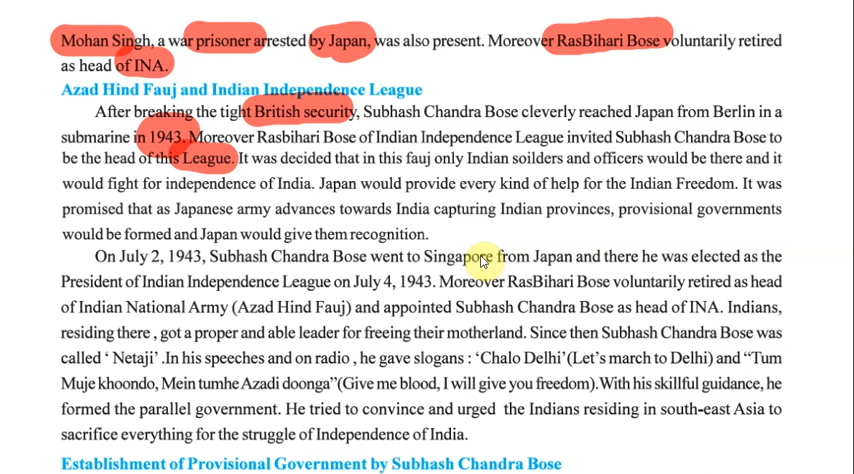 Mohan Singh, a war prisoner arrested by Japan, was also present. Moreover RasBihari Bose voluntarily retired
as head of INA.
Azad Hind Fauj and Indian Independence League
After breaking the tight British security, Subhash Chandra Bose cleverly reached Japan from Berlin in a
submarine in 1943. Moreover Rasbihari Bose of Indian Independence League invited Subhash Chandra Bose to
be the head of this League. It was decided that in this fauj only Indian soilders and officers would be there and it
would fight for independence of India. Japan would provide every kind of help for the Indian Freedom. It was
promised that as Japanese army advances towards India capturing Indian provinces, provisional governments
would be formed and Japan would give them recognition.
On July 2, 1943, Subhash Chandra Bose went to Singapore from Japan and there he was elected as the
President of Indian Independence League on July 4, 1943. Moreover RasBihari Bose voluntarily retired as head
of Indian National Army (Azad Hind Fauj) and appointed Subhash Chandra Bose as head of INA. Indians,
residing there , got a proper and able leader for freeing their motherland. Since then Subhash Chandra Bose was
called ‘ Netaji’ .In his speeches and on radio , he gave slogans : ‘Chalo Delhi’(Let’s march to Delhi) and “Tum
Muje khoondo, Mein tumhe Azadi doonga”(Give me blood, I will give you freedom).With his skillful guidance, he
formed the parallel government. He tried to convince and urged the Indians residing in south-east Asia to
sacrifice everything for the struggle of Independence of India.
Establishment of Provisional Government by Subhash Chandra Bose